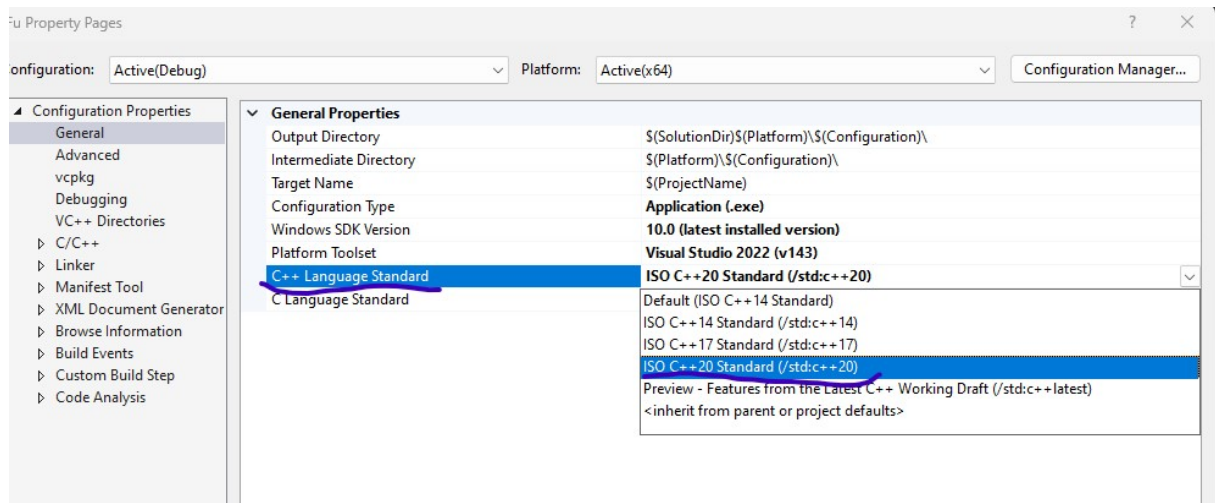 Fu Property Pages
? ×
onfiguration: Active(Debug) Platform: Active(x64) Configuration Manager...
Configuration Properties
General
Advanced
vcpkg
Debugging
VC++ Directories
C/C++
Linker
Manifest Tool
XML Document Generator
Browse Information
Build Events
Custom Build Step
Code Analysis
General Properties
Output Directory $(SolutionDir)$(Platform)\$(Configuration)\
Intermediate Directory $(Platform)\$(Configuration)\
Target Name $(ProjectName)
Configuration Type Application (.exe)
Windows SDK Version 10.0 (latest installed version)
Platform Toolset Visual Studio 2022 (v143)
C++ Language Standard ISO C++20 Standard (/std:c++20)
C Language Standard
Default (ISO C++14 Standard)
ISO C++14 Standard (/std:c++14)
ISO C++17 Standard (/std:c++17)
ISO C++20 Standard (/std:c++20)
Preview - Features from the Latest C++ Working Draft (/std:c++latest)
<inherit from parent or project defaults>